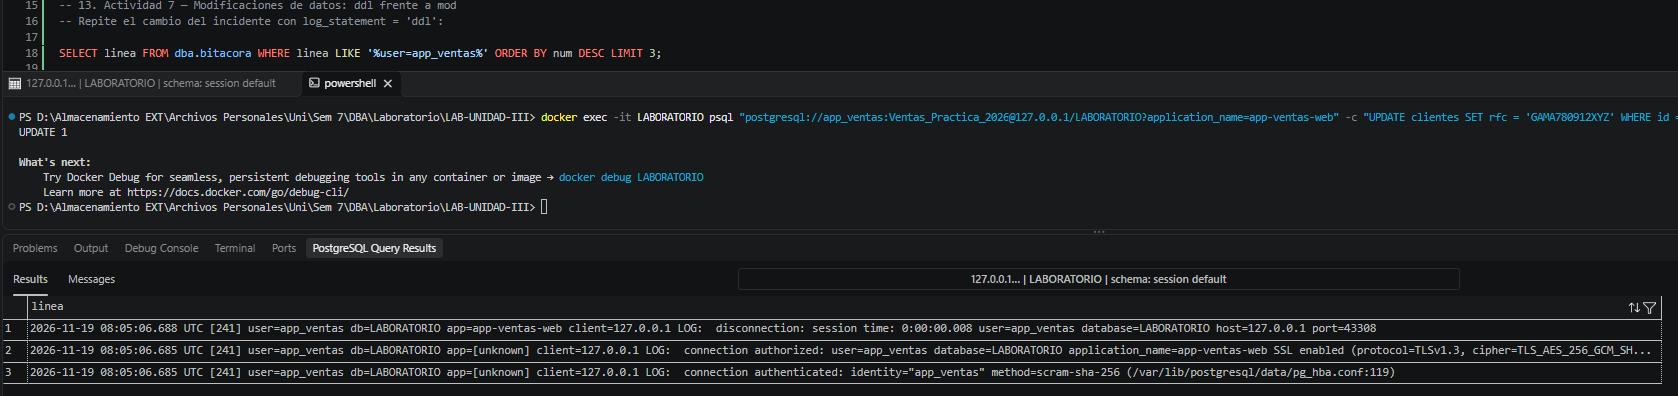 15 -- 13. Actividad 7 — Modificaciones de datos: ddl frente a mod
16 -- Repite el cambio del incidente con log_statement = 'ddl':
17
18 SELECT linea FROM dba.bitacora WHERE linea LIKE '%user=app_ventas%' ORDER BY num DESC LIMIT 3;
19
127.0.0.1... | LABORATORIO | schema: session default powershell
PS D:\Almacenamiento EXT\Archivos Personales\Uni\Sem 7\DBA\Laboratorio\LAB-UNIDAD-III> docker exec -it LABORATORIO psql "postgresql://app_ventas:Ventas_Practica_2026@127.0.0.1/LABORATORIO?application_name=app-ventas-web" -c "UPDATE clientes SET rfc = 'GAMA780912XYZ' WHERE id =
UPDATE 1
What's next:
Try Docker Debug for seamless, persistent debugging tools in any container or image → docker debug LABORATORIO
Learn more at https://docs.docker.com/go/debug-cli/
PS D:\Almacenamiento EXT\Archivos Personales\Uni\Sem 7\DBA\Laboratorio\LAB-UNIDAD-III>
Problems Output Debug Console Terminal Ports PostgreSQL Query Results
Results Messages 127.0.0.1... | LABORATORIO | schema: session default
linea
1 2026-11-19 08:05:06.688 UTC [241] user=app_ventas db=LABORATORIO app=app-ventas-web client=127.0.0.1 LOG: disconnection: session time: 0:00:00.008 user=app_ventas database=LABORATORIO host=127.0.0.1 port=43308
2 2026-11-19 08:05:06.685 UTC [241] user=app_ventas db=LABORATORIO app=[unknown] client=127.0.0.1 LOG: connection authorized: user=app_ventas database=LABORATORIO application_name=app-ventas-web SSL enabled (protocol=TLSv1.3, cipher=TLS_AES_256_GCM_SH...
3 2026-11-19 08:05:06.685 UTC [241] user=app_ventas db=LABORATORIO app=[unknown] client=127.0.0.1 LOG: connection authenticated: identity="app_ventas" method=scram-sha-256 (/var/lib/postgresql/data/pg_hba.conf:119)